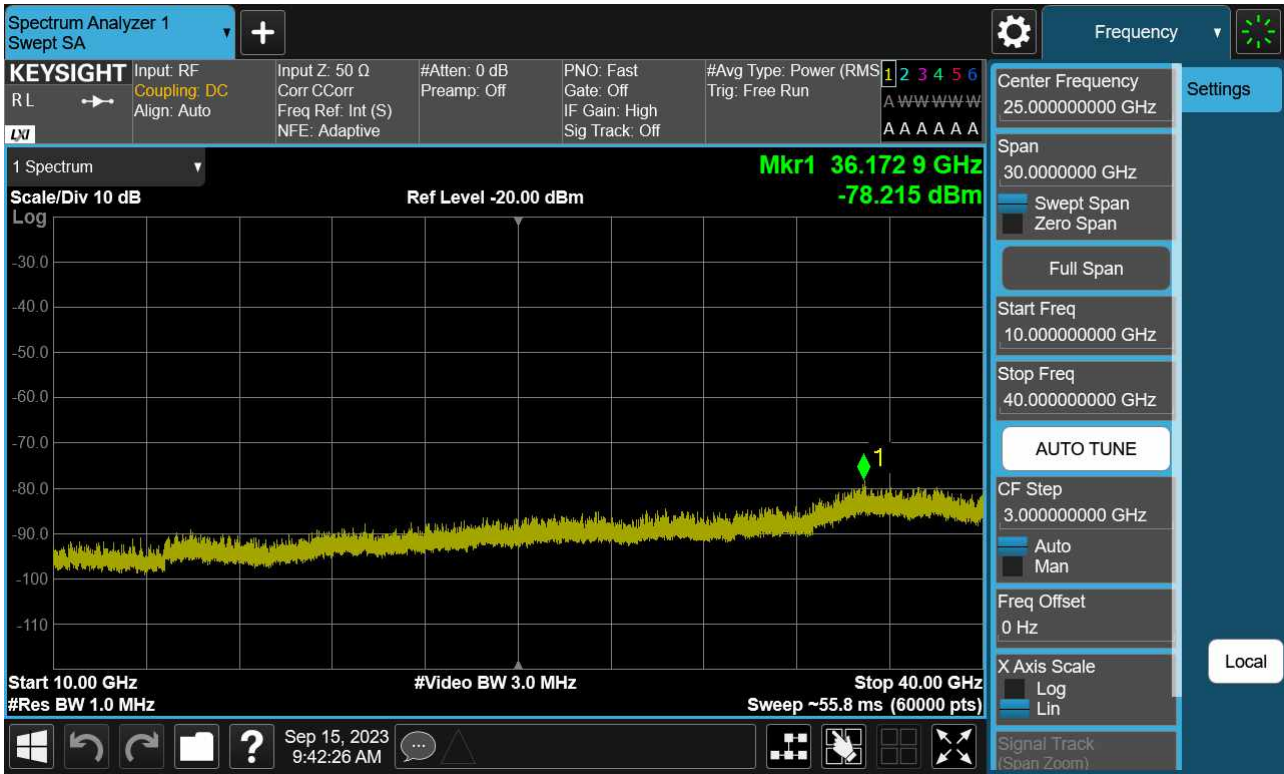 Spectrum Analyzer 1
Swept SA
+
Frequency
KEYSIGHT
R L
LXI
Input: RF
Coupling: DC
Align: Auto
Input Z: 50 Ω
Corr CCorr
Freq Ref: Int (S)
NFE: Adaptive
#Atten: 0 dB
Preamp: Off
PNO: Fast
Gate: Off
IF Gain: High
Sig Track: Off
#Avg Type: Power (RMS
Trig: Free Run
1 2 3 4 5 6
A W W W W W
A A A A A A
1 Spectrum
Scale/Div 10 dB
Log
Ref Level -20.00 dBm
Mkr1 36.172 9 GHz
-78.215 dBm
-30.0
-40.0
-50.0
-60.0
-70.0
-80.0
-90.0
-100
-110
1
Start 10.00 GHz
#Res BW 1.0 MHz
#Video BW 3.0 MHz
Stop 40.00 GHz
Sweep ~55.8 ms (60000 pts)
Center Frequency
25.000000000 GHz
Span
30.0000000 GHz
Swept Span
Zero Span
Full Span
Start Freq
10.000000000 GHz
Stop Freq
40.000000000 GHz
AUTO TUNE
CF Step
3.000000000 GHz
Auto
Man
Freq Offset
0 Hz
X Axis Scale
Log
Lin
Signal Track
(Span Zoom)
Settings
Local
?
Sep 15, 2023
9:42:26 AM